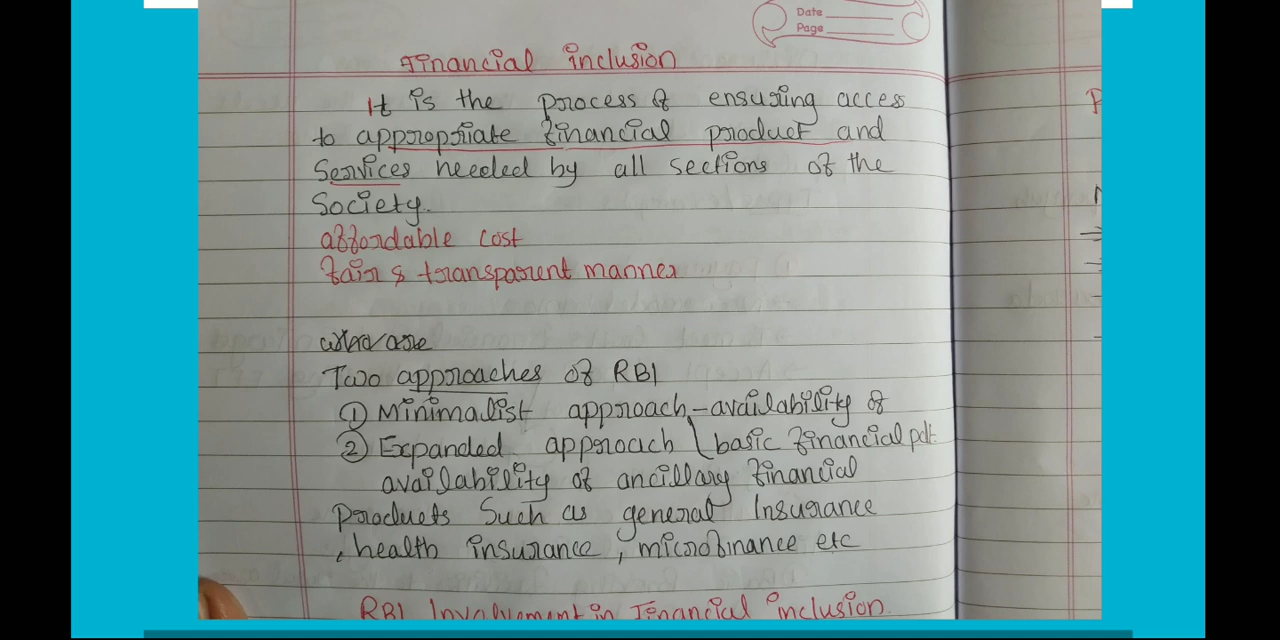 Date
Page
Financial inclusion
It is the process of ensuring access
to appropriate financial product and
Services needed by all sections of the
Society.
affordable cost
fair & transparent manner
Two approaches of RBI
① Minimalist approach - availability of
② Expanded approach basic financial pdt
availability of ancillary financial
Products Such as general Insurance
, health insurance, microfinance etc
RBI Involvement in Financial inclusion